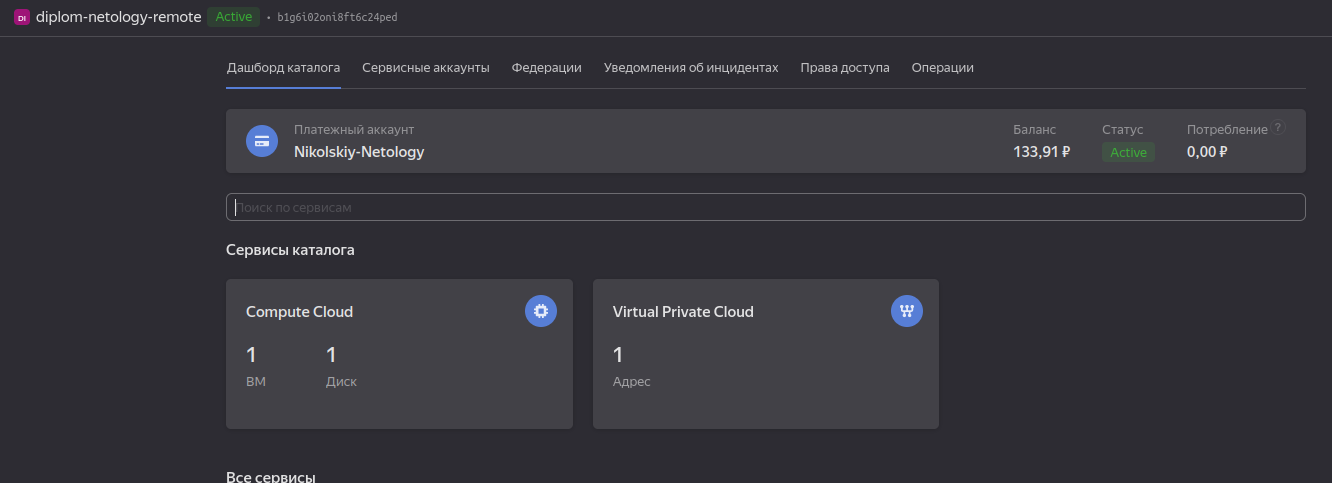 DI diplom-netology-remote Active • b1g6i02oni8ft6c24ped
Дашборд каталога Сервисные аккаунты Федерации Уведомления об инцидентах Права доступа Операции
Платежный аккаунт Баланс Статус Потребление ?
Nikolskiy-Netology 133,91 ₽ Active 0,00 ₽
Поиск по сервисам
Сервисы каталога
Compute Cloud Virtual Private Cloud
1 1 1
ВМ Диск Адрес
Все сервисы